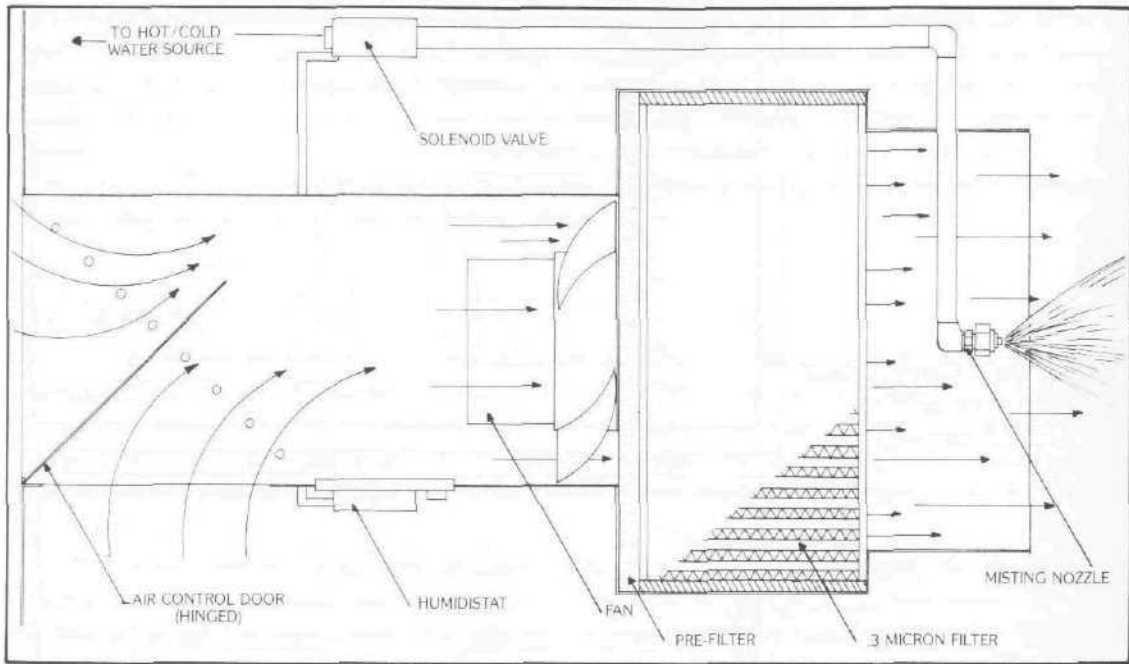 TO HOT/COLD
WATER SOURCE
SOLENOID VALVE
AIR CONTROL DOOR
(HINGED)
HUMIDISTAT
FAN
PRE-FILTER
.3 MICRON FILTER
MISTING NOZZLE